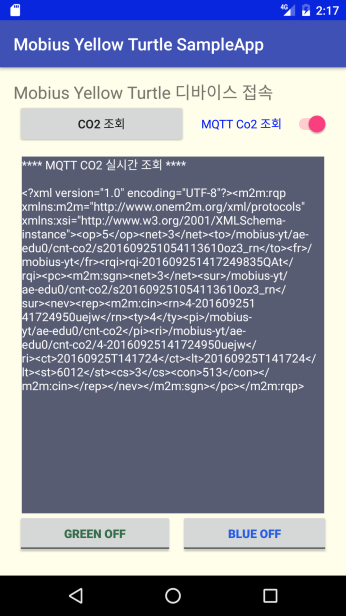 4G 2:17
Mobius Yellow Turtle SampleApp
Mobius Yellow Turtle 디바이스 접속
CO2 조회
MQTT Co2 조회
**** MQTT CO2 실시간 조회 ****
<?xml version="1.0" encoding="UTF-8"?><m2m:rqp
xmlns:m2m="http://www.onem2m.org/xml/protocols"
xmlns:xsi="http://www.w3.org/2001/XMLSchema-
instance"><op>5</op><net>3</net><to>/mobius-yt/ae-
edu0/cnt-co2/s201609251054113610oz3_rn</to><fr>/
mobius-yt</fr><rqi>rqi-201609251417249835QAt</
rqi><pc><m2m:sgn><net>3</net><sur>/mobius-yt/
ae-edu0/cnt-co2/s201609251054113610oz3_rn</
sur><nev><rep><m2m:cin><rn>4-201609251
41724950uejw</rn><ty>4</ty><pi>/mobius-
yt/ae-edu0/cnt-co2</pi><ri>/mobius-yt/ae-
edu0/cnt-co2/4-20160925141724950uejw</
ri><ct>20160925T141724</ct><lt>20160925T141724</
lt><st>6012</st><cs>3</cs><con>513</con></
m2m:cin></rep></nev></m2m:sgn></pc></m2m:rqp>
GREEN OFF
BLUE OFF